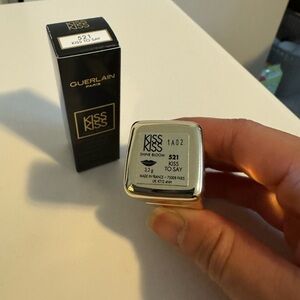 521
KISS TO SAY
GUERLAIN
PARIS
KISS
KISS
KISS
KISS
SHINE BLOOM
3.2 g
1A02
521
KISS
TO SAY
MADE IN FRANCE - 75008 PARIS